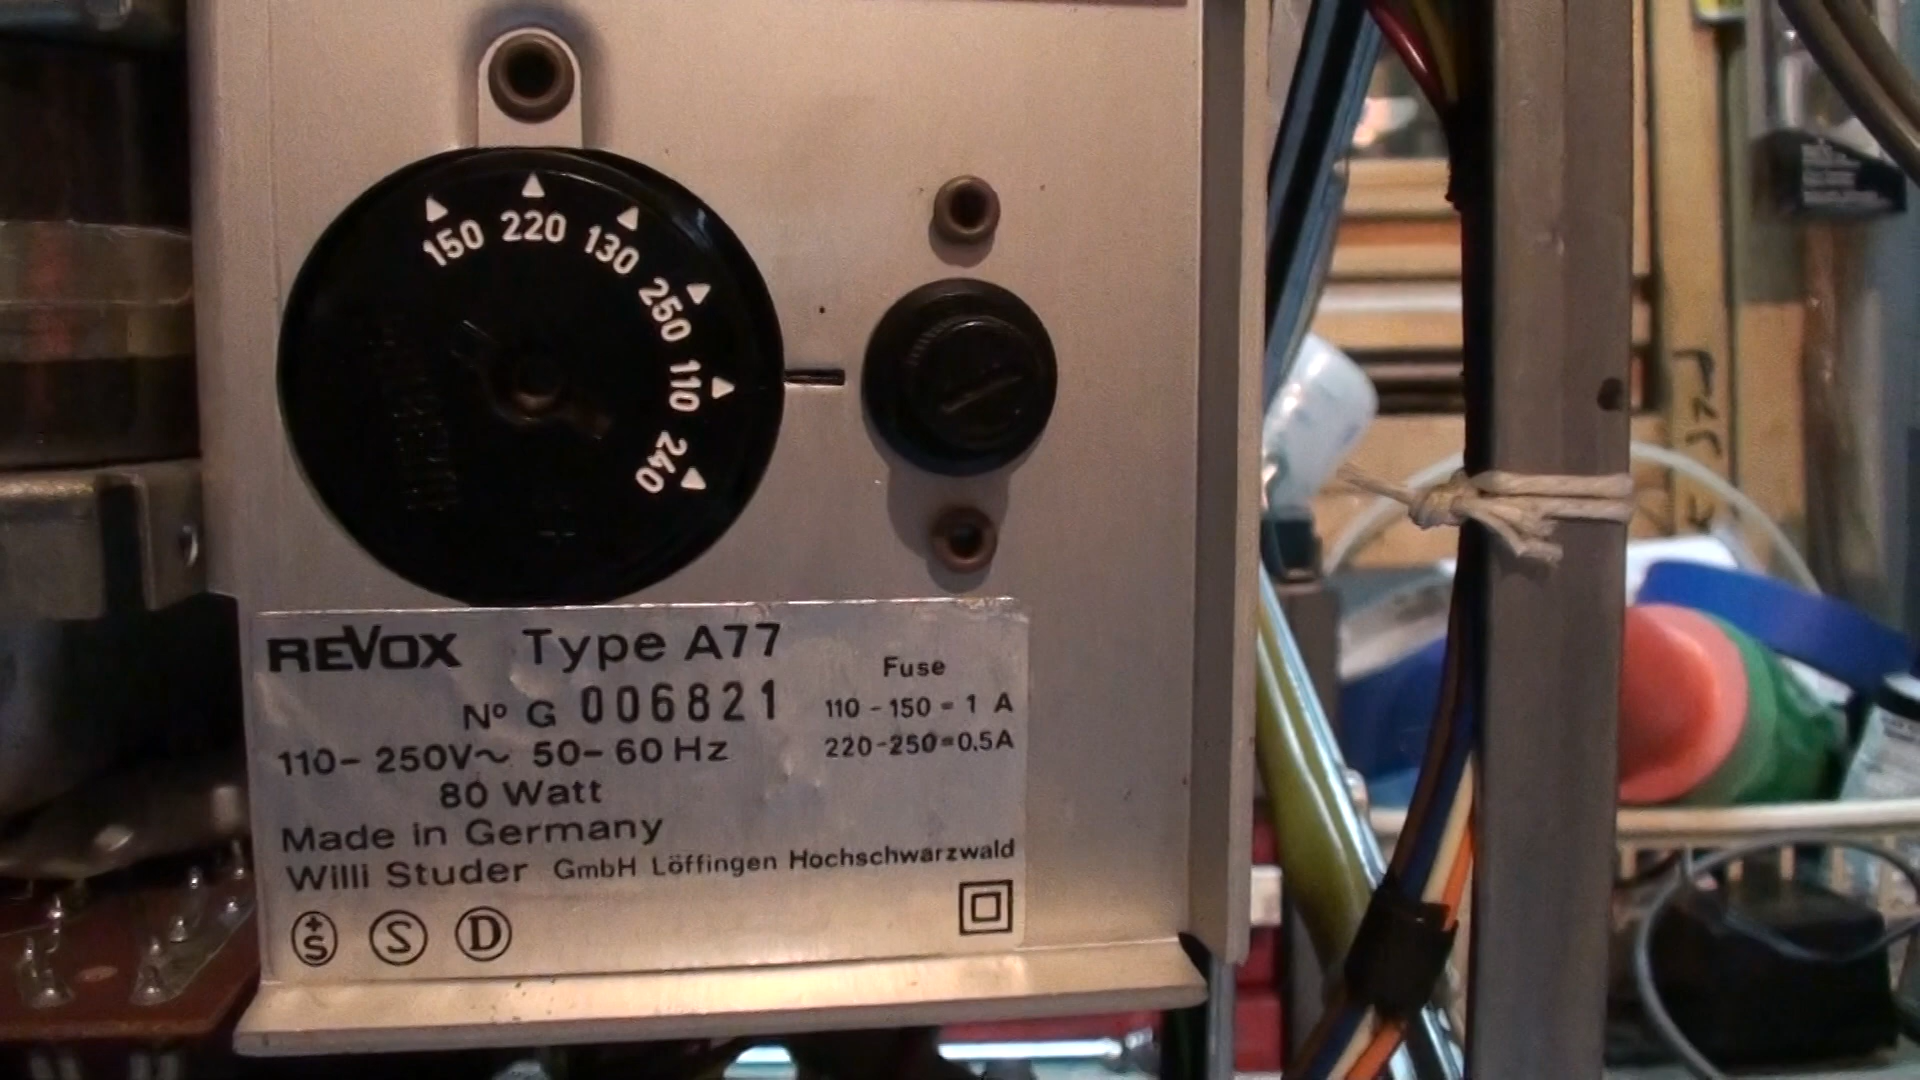 150 220 130 250 110 240
REVOX Type A77
Nº G 006821
110- 250V~ 50-60 Hz
80 Watt
Fuse
110 - 150 = 1 A
220-250=0,5A
Made in Germany
Willi Studer GmbH Löffingen Hochschwarzwald
+S S D